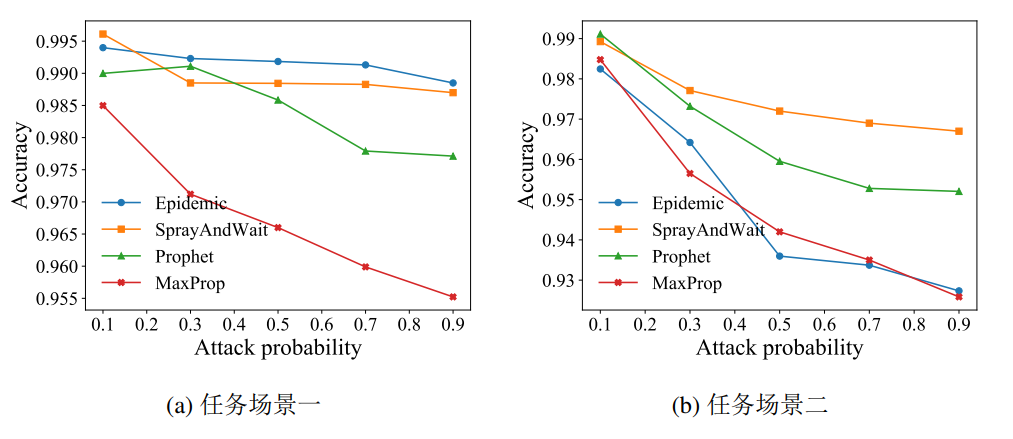 0.995
0.990
0.985
0.980
0.975
0.970
0.965
0.960
0.955
Accuracy
Epidemic
SprayAndWait
Prophet
MaxProp
0.1 0.2 0.3 0.4 0.5 0.6 0.7 0.8 0.9
Attack probability
(a) 任务场景一
0.99
0.98
0.97
0.96
0.95
0.94
0.93
Accuracy
Epidemic
SprayAndWait
Prophet
MaxProp
0.1 0.2 0.3 0.4 0.5 0.6 0.7 0.8 0.9
Attack probability
(b) 任务场景二